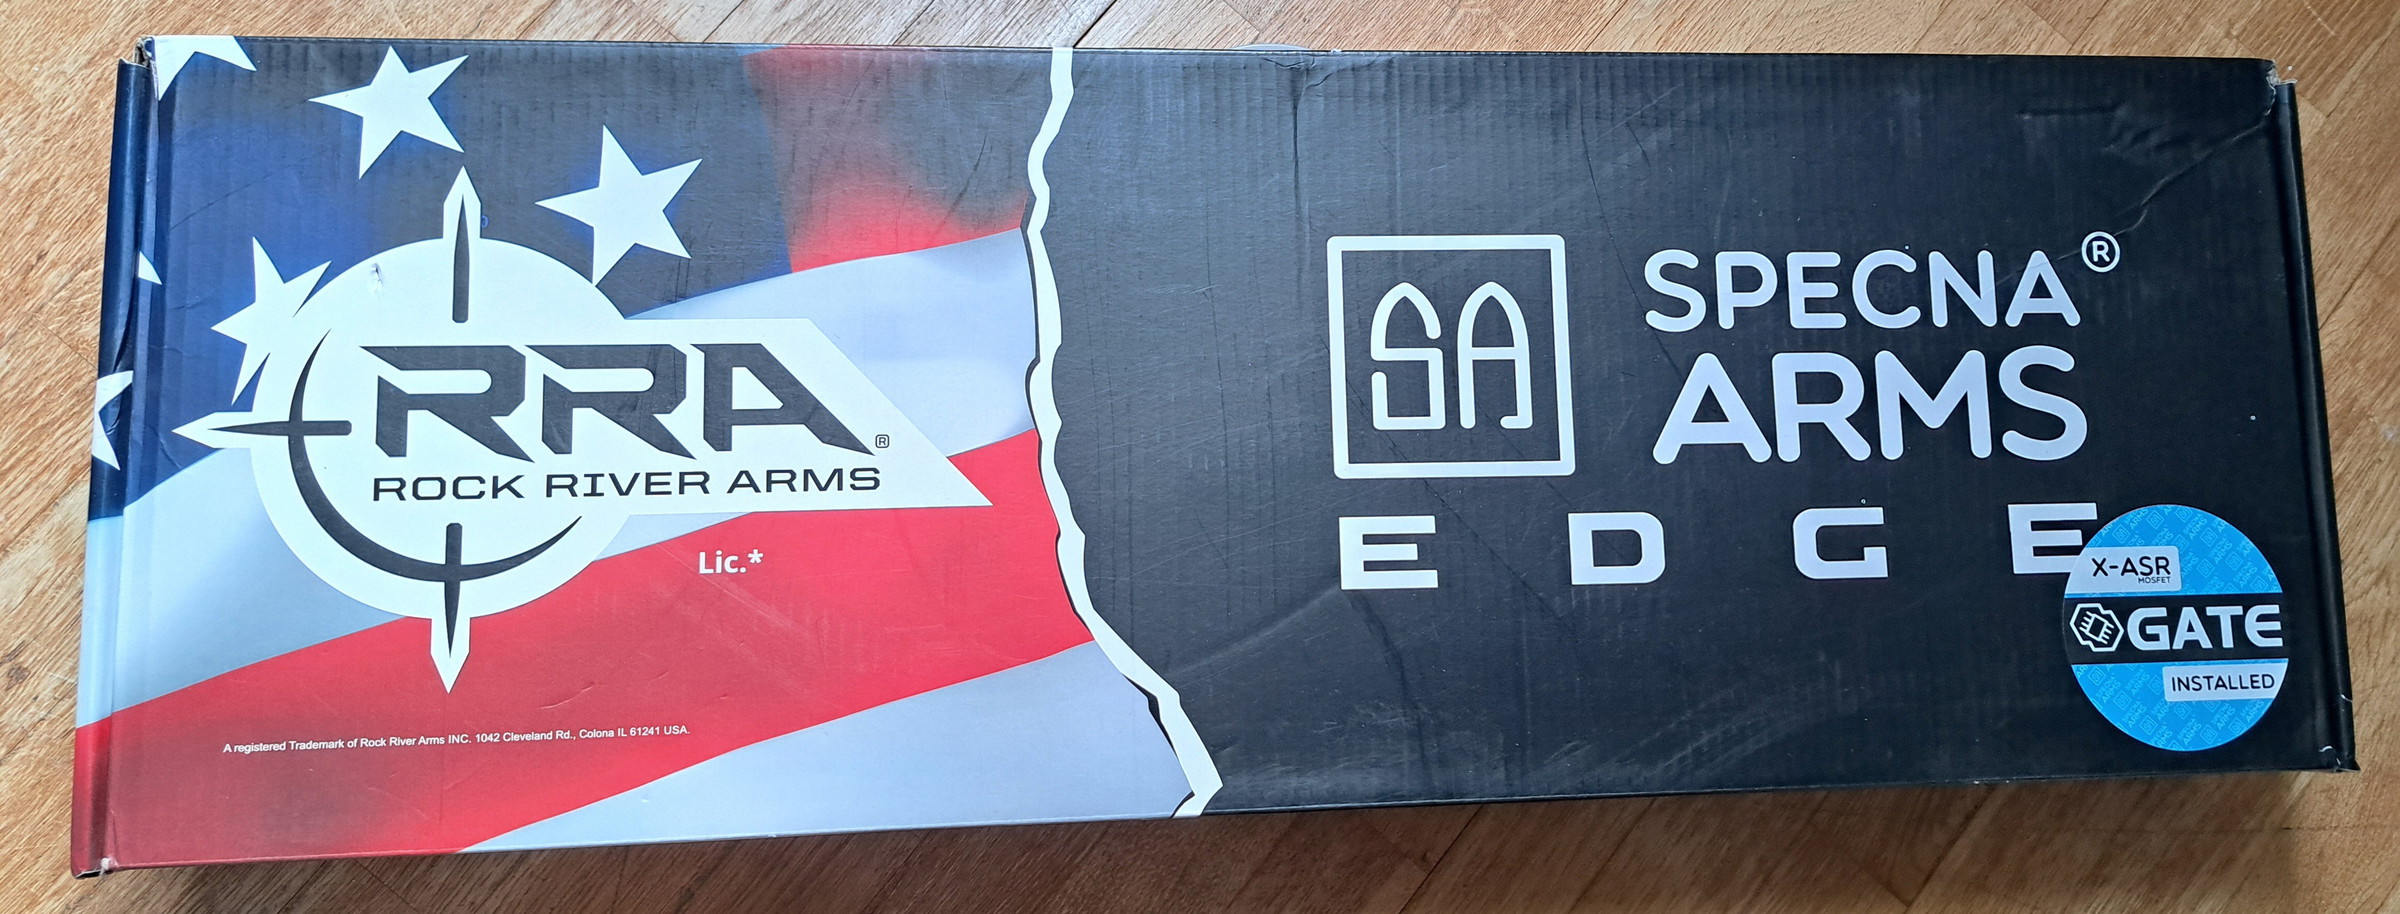 RRA®
ROCK RIVER ARMS
Lic.*
A registered Trademark of Rock River Arms INC. 1042 Cleveland Rd., Colona IL 61241 USA.
SA
SPECNA®
ARMS
EDGE
X-ASR
MOSFET
GATE
INSTALLED